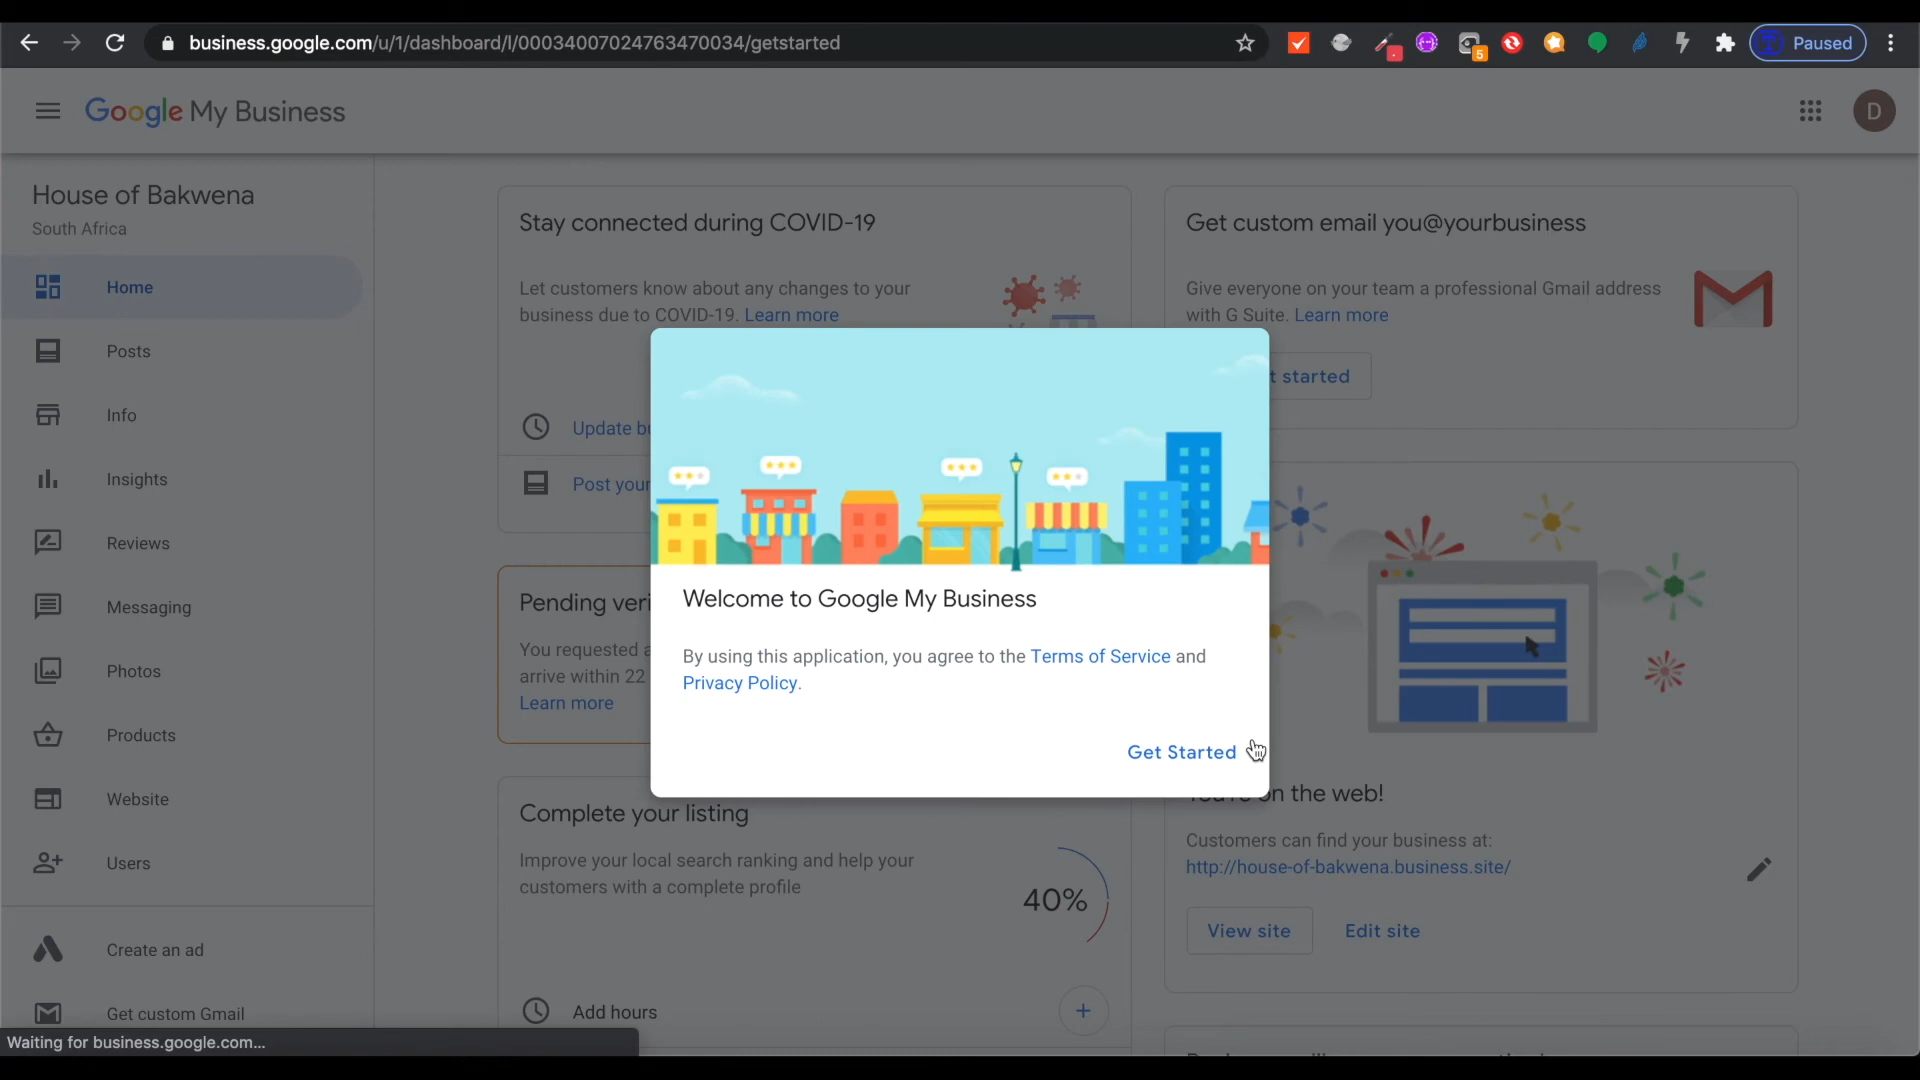 business.google.com/u/1/dashboard/l/00034007024763470034/getstarted
5
Paused
Google My Business
D
House of Bakwena
South Africa
Home
Posts
Info
Insights
Reviews
Messaging
Photos
Products
Website
Users
Create an ad
Get custom Gmail
Stay connected during COVID-19
Let customers know about any changes to your
business due to COVID-19. Learn more
Update b
Post your
Pending veri
You requested a
arrive within 22
Learn more
Complete your listing
Improve your local search ranking and help your
customers with a complete profile
40%
Add hours
Get custom email you@yourbusiness
Give everyone on your team a professional Gmail address
with G Suite. Learn more
t started
You're on the web!
Customers can find your business at:
http://house-of-bakwena.business.site/
View site
Edit site
Welcome to Google My Business
By using this application, you agree to the Terms of Service and
Privacy Policy.
Get Started
Waiting for business.google.com...